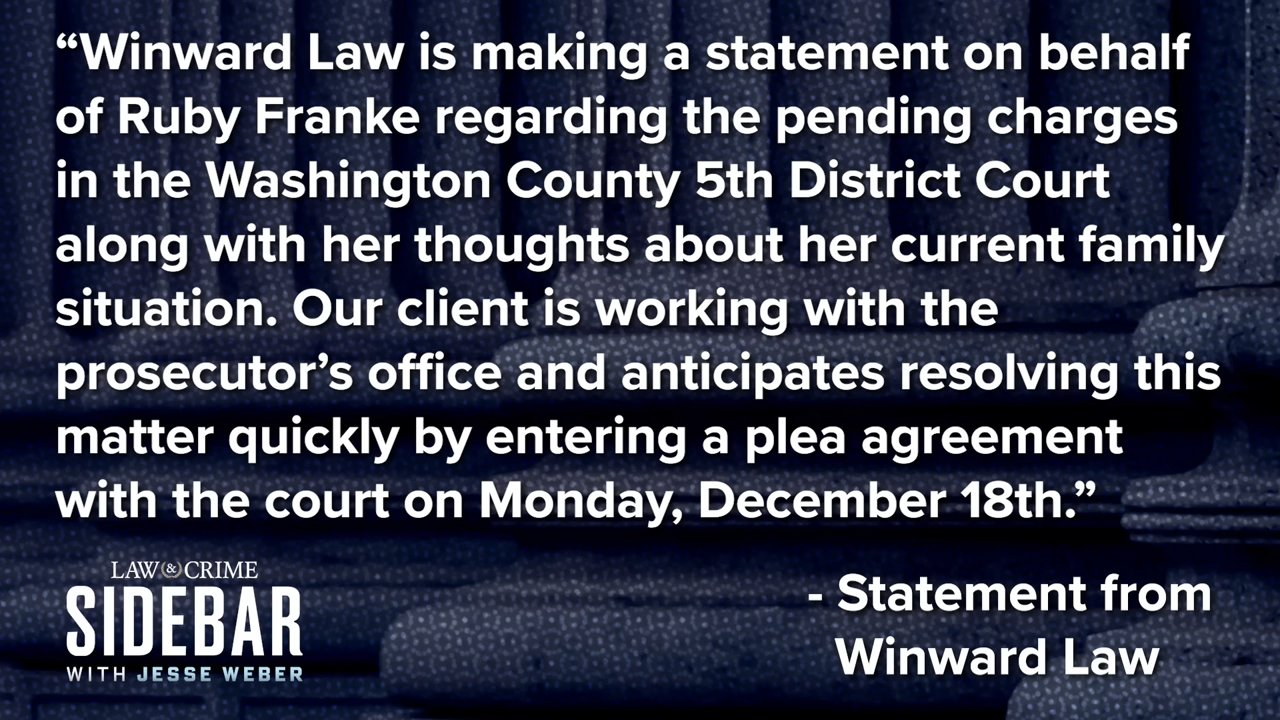 “Winward Law is making a statement on behalf
of Ruby Franke regarding the pending charges
in the Washington County 5th District Court
along with her thoughts about her current family
situation. Our client is working with the
prosecutor’s office and anticipates resolving this
matter quickly by entering a plea agreement
with the court on Monday, December 18th.”
LAW & CRIME
SIDEBAR
WITH JESSE WEBER
- Statement from
Winward Law